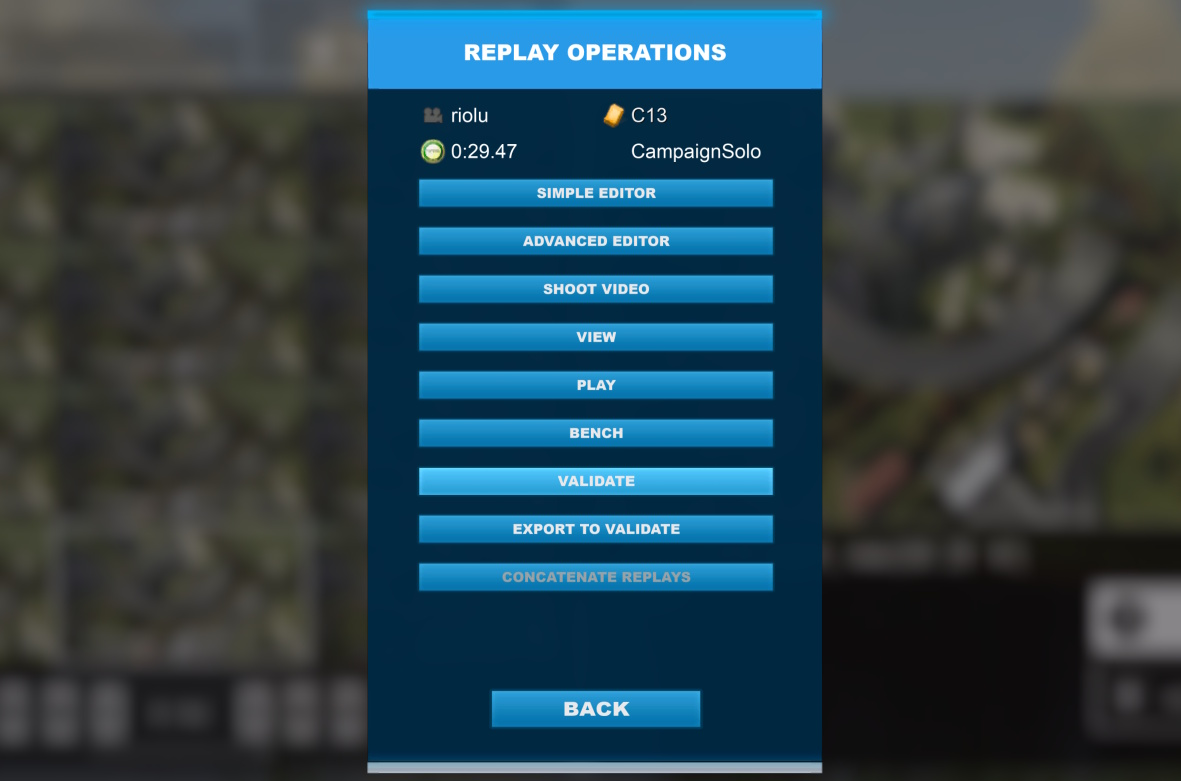 REPLAY OPERATIONS
riolu C13
0:29.47 CampaignSolo
SIMPLE EDITOR
ADVANCED EDITOR
SHOOT VIDEO
VIEW
PLAY
BENCH
VALIDATE
EXPORT TO VALIDATE
CONCATENATE REPLAYS
BACK